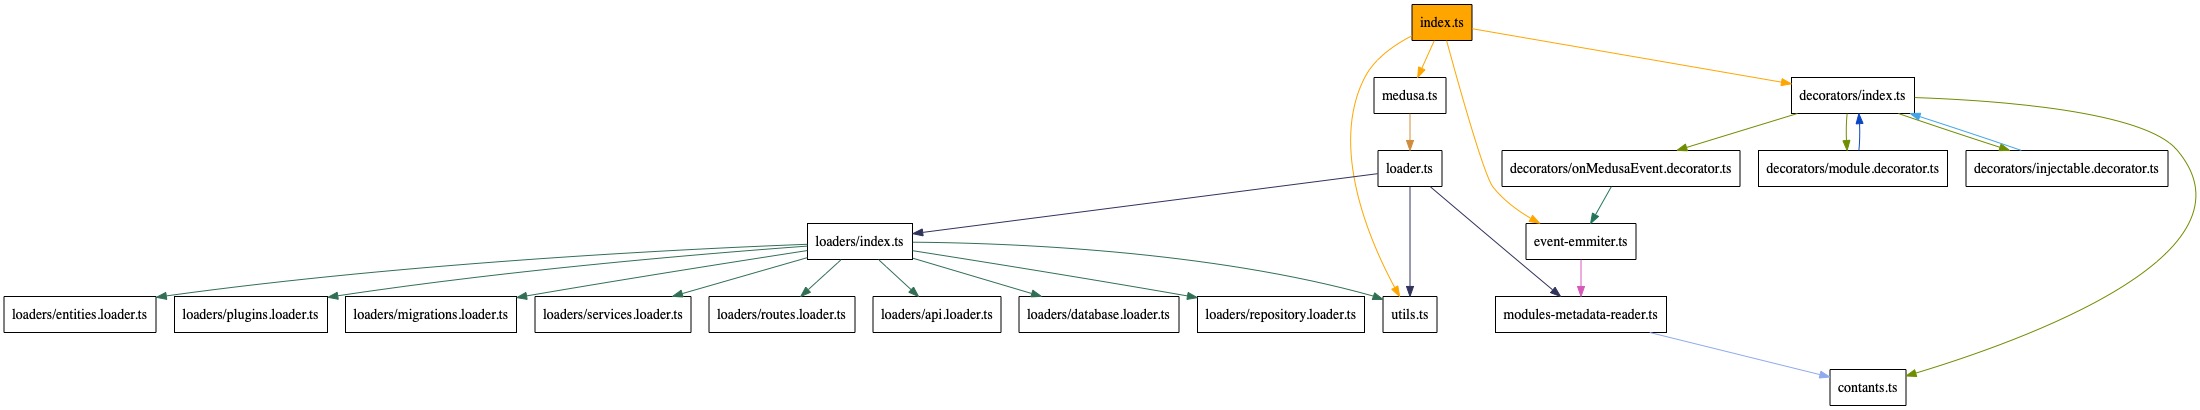 index.ts
medusa.ts
decorators/index.ts
loader.ts
decorators/onMedusaEvent.decorator.ts
decorators/module.decorator.ts
decorators/injectable.decorator.ts
loaders/index.ts
event-emmiter.ts
loaders/entities.loader.ts
loaders/plugins.loader.ts
loaders/migrations.loader.ts
loaders/services.loader.ts
loaders/routes.loader.ts
loaders/api.loader.ts
loaders/database.loader.ts
loaders/repository.loader.ts
utils.ts
modules-metadata-reader.ts
contants.ts